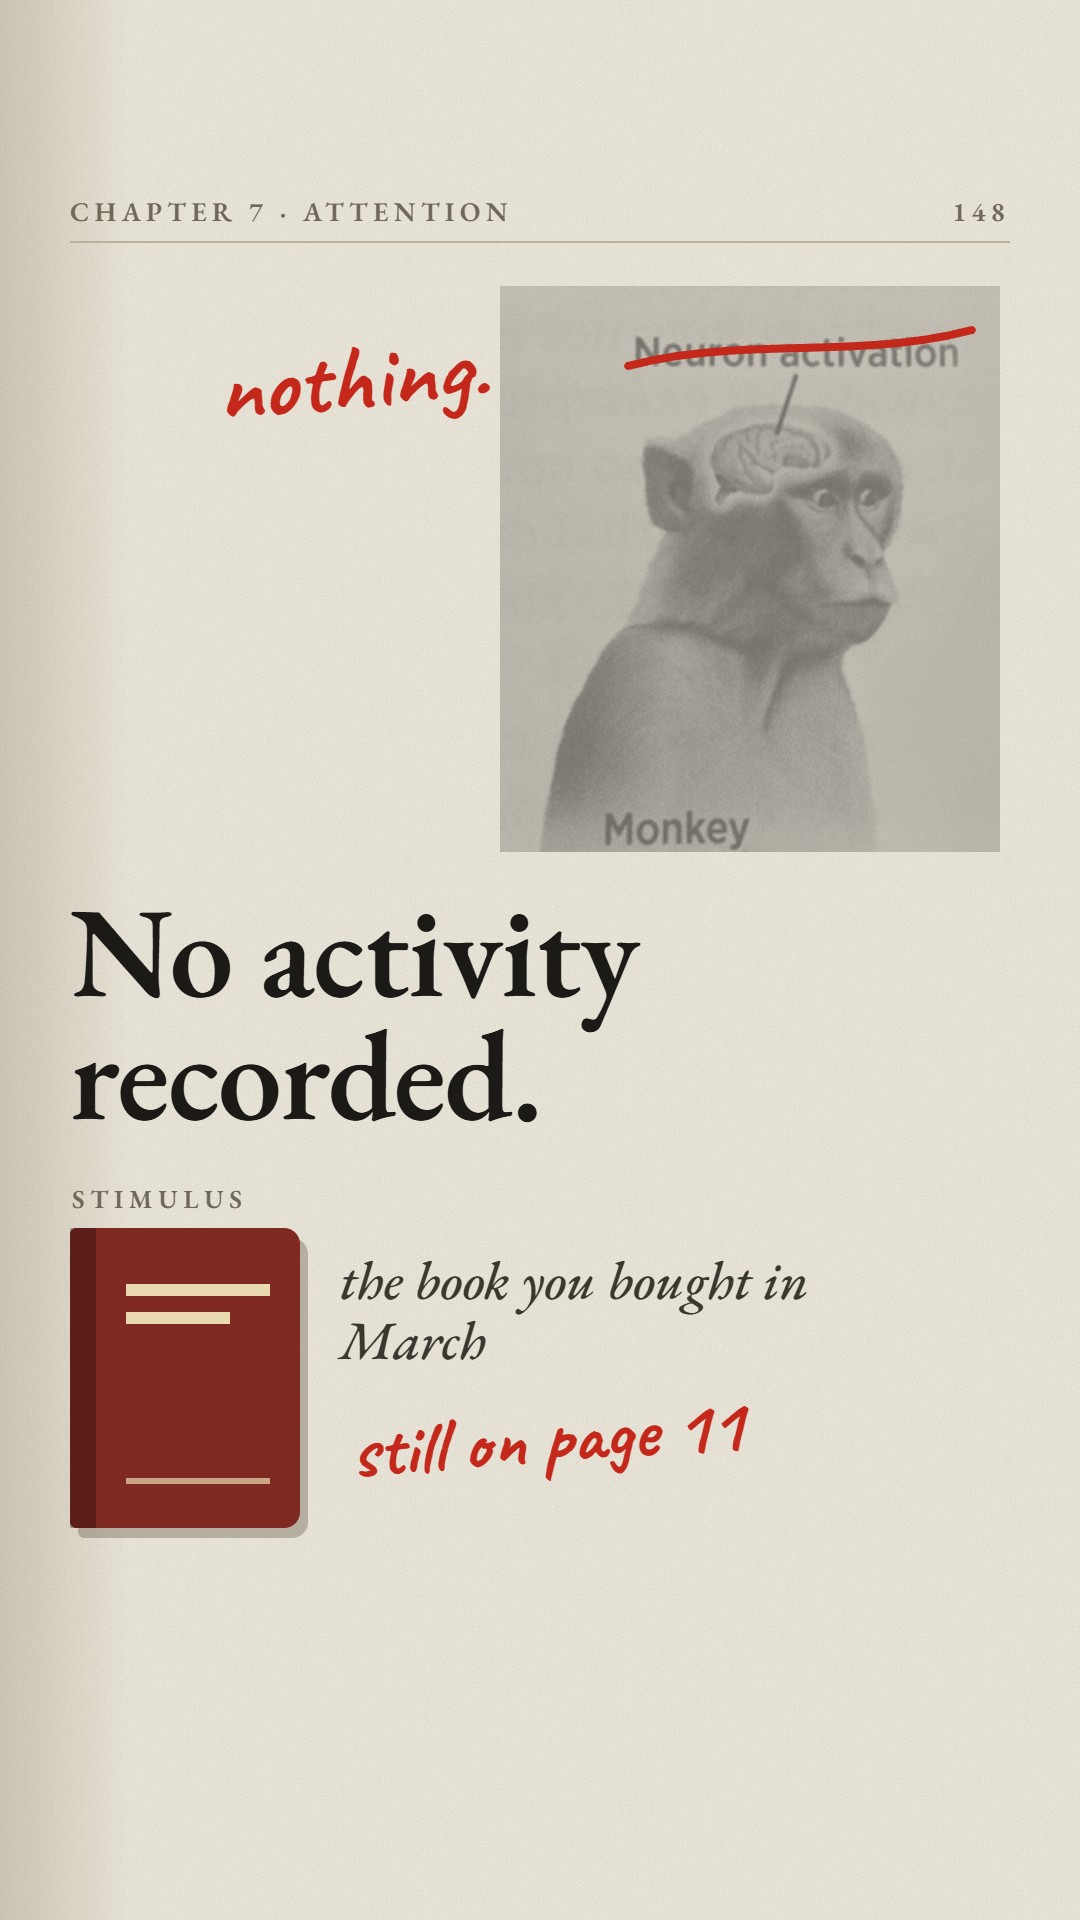 CHAPTER 7 · ATTENTION 148
nothing.
Neuron activation
Monkey
No activity
recorded.
STIMULUS
the book you bought in
March
still on page 11